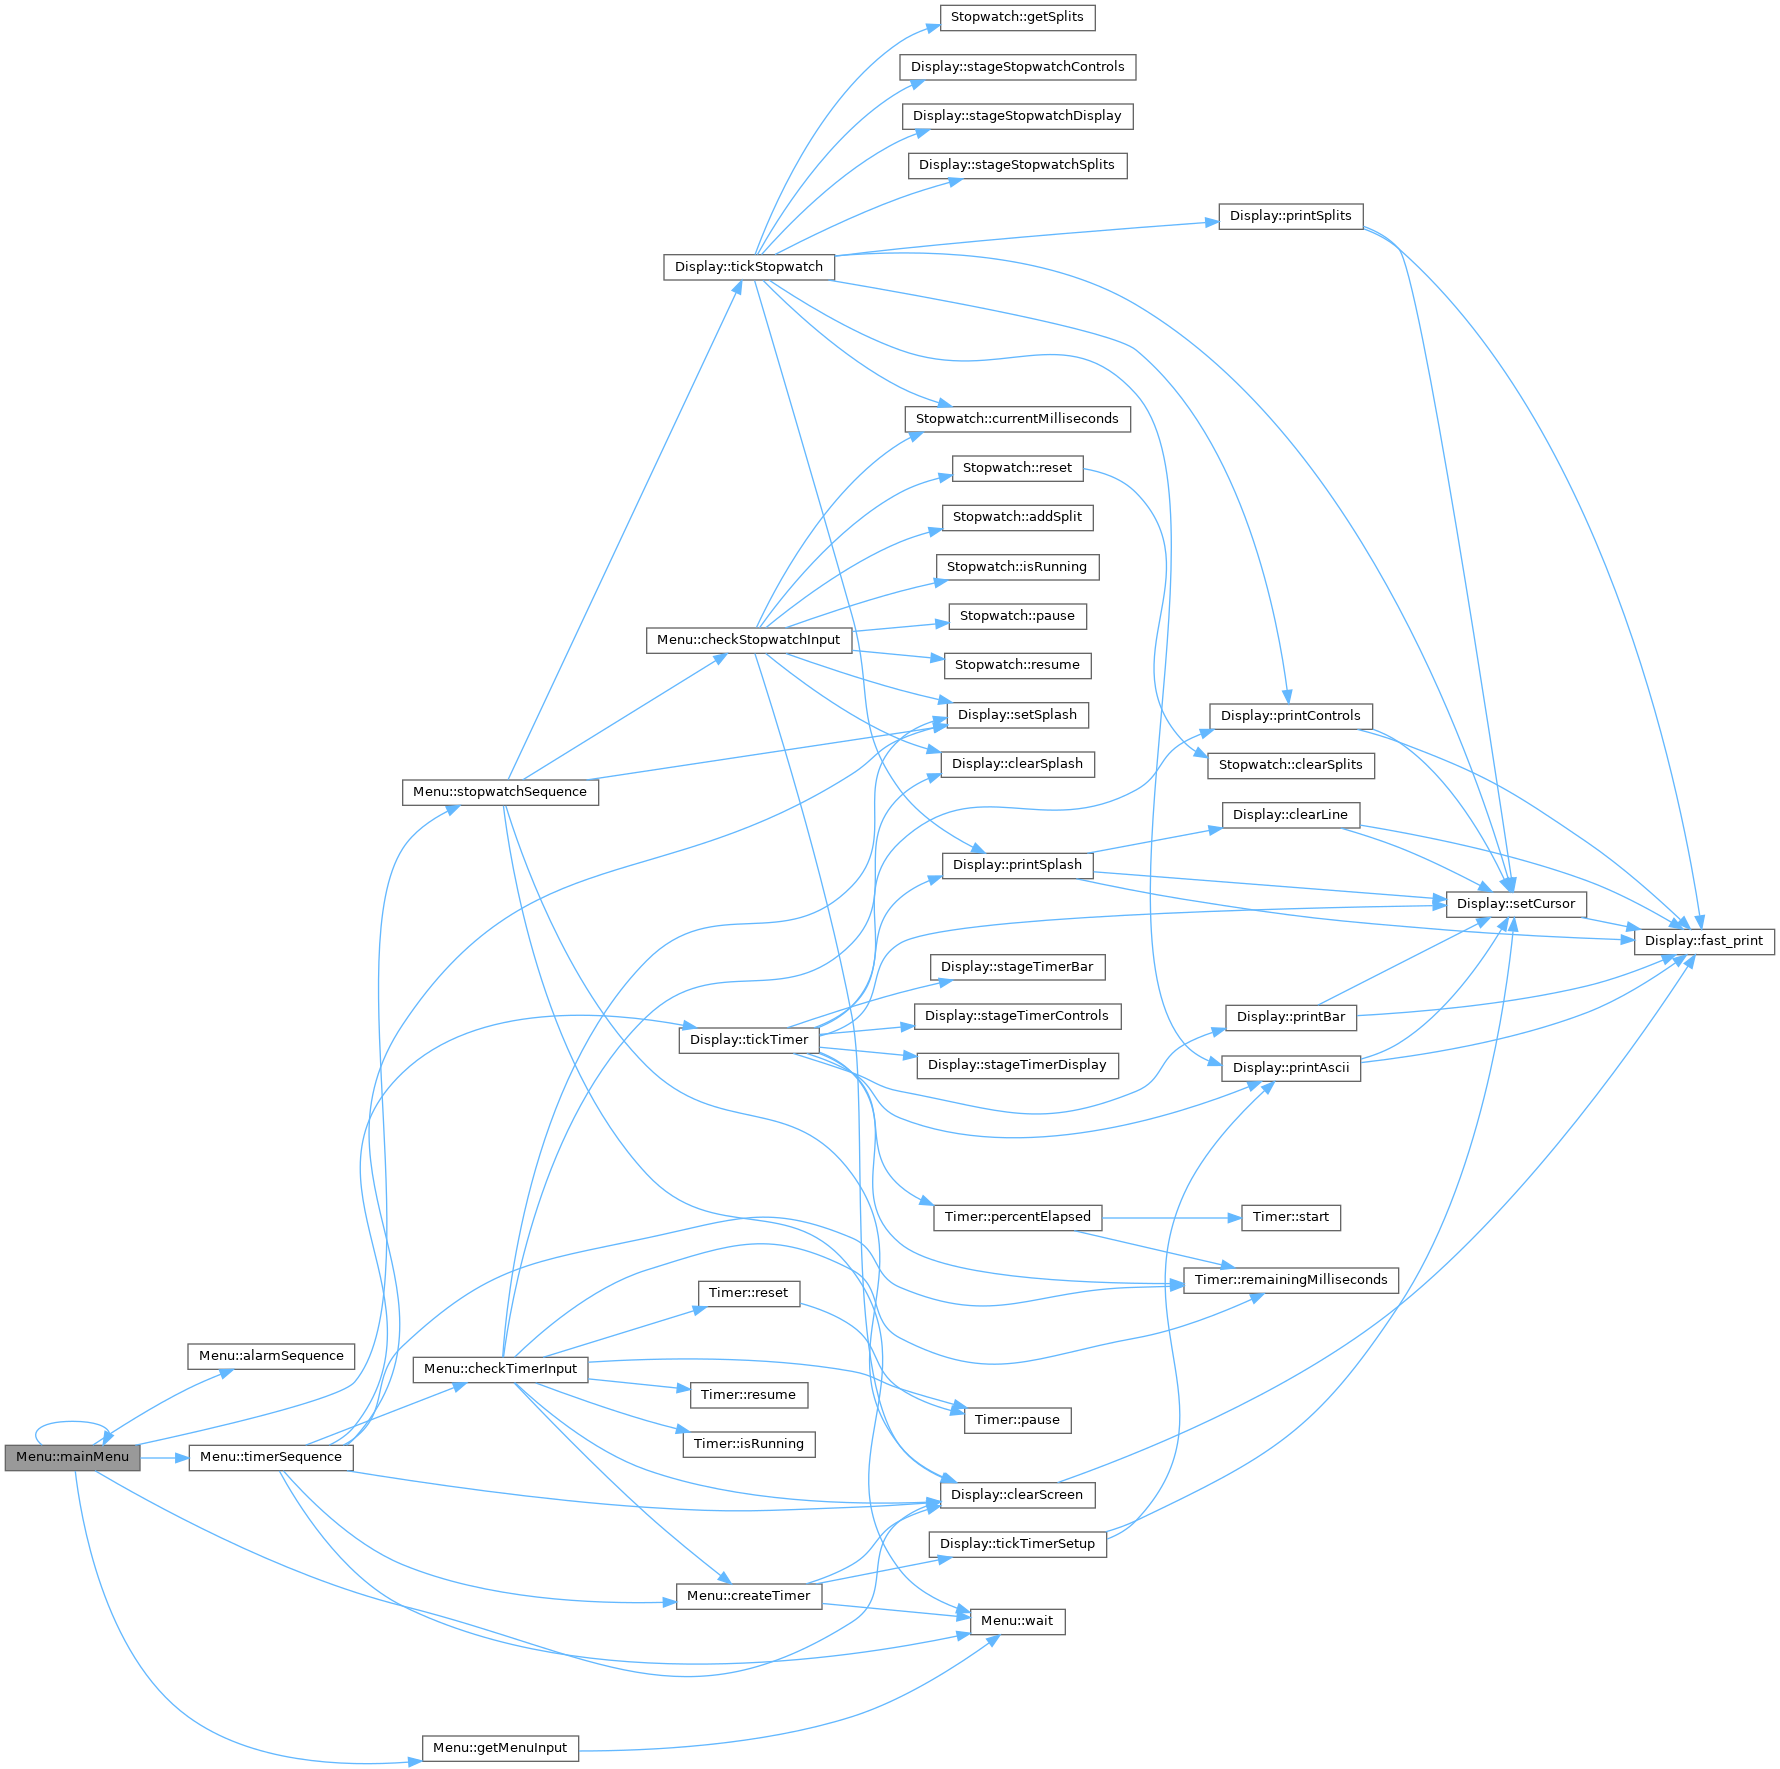 Stopwatch::getSplits
Display::stageStopwatchControls
Display::stageStopwatchDisplay
Display::stageStopwatchSplits
Display::printSplits
Display::tickStopwatch
Stopwatch::currentMilliseconds
Stopwatch::reset
Stopwatch::addSplit
Stopwatch::isRunning
Stopwatch::pause
Menu::checkStopwatchInput
Stopwatch::resume
Display::setSplash
Display::printControls
Display::clearSplash
Stopwatch::clearSplits
Menu::stopwatchSequence
Display::clearLine
Display::printSplash
Display::setCursor
Display::fast_print
Display::stageTimerBar
Display::stageTimerControls
Display::printBar
Display::tickTimer
Display::stageTimerDisplay
Display::printAscii
Timer::percentElapsed
Timer::start
Timer::remainingMilliseconds
Timer::reset
Menu::alarmSequence
Menu::checkTimerInput
Timer::resume
Timer::pause
Timer::isRunning
Menu::mainMenu
Menu::timerSequence
Display::clearScreen
Display::tickTimerSetup
Menu::createTimer
Menu::wait
Menu::getMenuInput